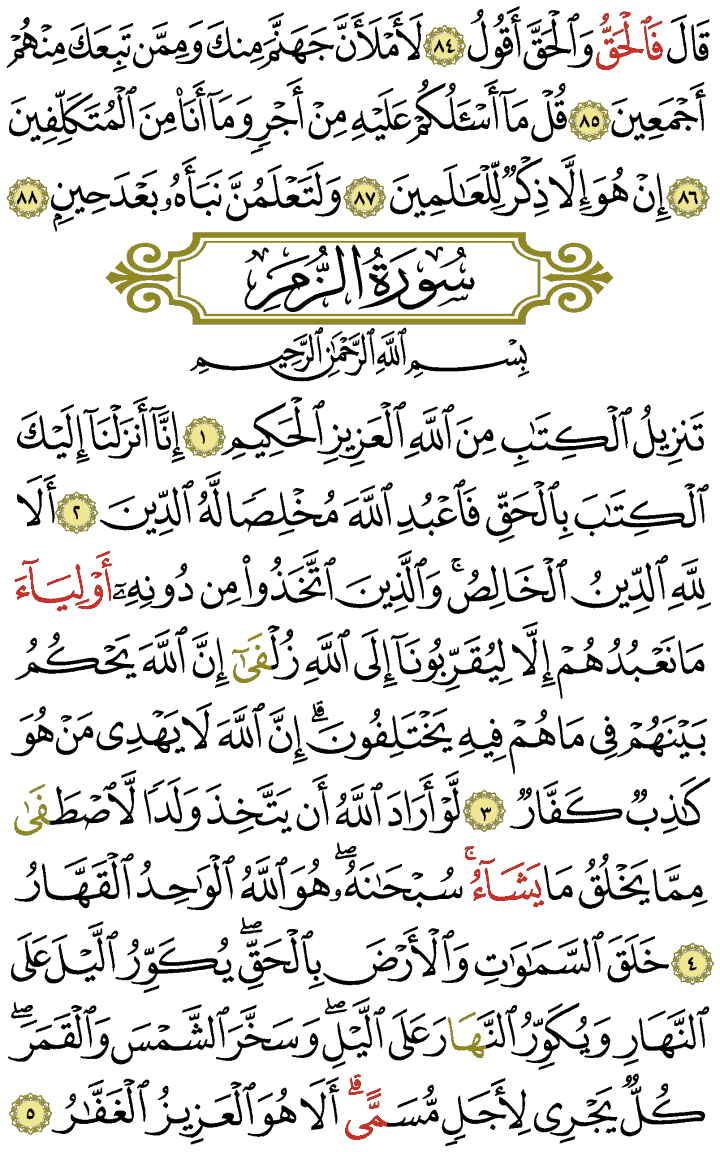 قَالَ فَٱلۡحَقُّ وَٱلۡحَقَّ أَقُولُ ٨٤ لَأَمۡلَأَنَّ جَهَنَّمَ مِنكَ وَمِمَّن تَبِعَكَ مِنۡهُمۡ
أَجۡمَعِينَ ٨٥ قُلۡ مَآ أَسۡـَٔلُكُمۡ عَلَيۡهِ مِنۡ أَجۡرٖ وَمَآ أَنَا۠ مِنَ ٱلۡمُتَكَلِّفِينَ
٨٦ إِنۡ هُوَ إِلَّا ذِكۡرٞ لِّلۡعَٰلَمِينَ ٨٧ وَلَتَعۡلَمُنَّ نَبَأَهُۥ بَعۡدَ حِينِۭ ٨٨
سُورَةُ الزُّمَرِ
بِسۡمِ ٱللَّهِ ٱلرَّحۡمَٰنِ ٱلرَّحِيمِ
تَنزِيلُ ٱلۡكِتَٰبِ مِنَ ٱللَّهِ ٱلۡعَزِيزِ ٱلۡحَكِيمِ ١ إِنَّآ أَنزَلۡنَآ إِلَيۡكَ
ٱلۡكِتَٰبَ بِٱلۡحَقِّ فَٱعۡبُدِ ٱللَّهَ مُخۡلِصٗا لَّهُ ٱلدِّينَ ٢ أَلَا
لِلَّهِ ٱلدِّينُ ٱلۡخَالِصُۚ وَٱلَّذِينَ ٱتَّخَذُواْ مِن دُونِهِۦٓ أَوۡلِيَآءَ
مَا نَعۡبُدُهُمۡ إِلَّا لِيُقَرِّبُونَآ إِلَى ٱللَّهِ زُلۡفَىٰٓ إِنَّ ٱللَّهَ يَحۡكُمُ
بَيۡنَهُمۡ فِي مَا هُمۡ فِيهِ يَخۡتَلِفُونَۗ إِنَّ ٱللَّهَ لَا يَهۡدِي مَنۡ هُوَ
كَٰذِبٞ كَفَّارٞ ٣ لَّوۡ أَرَادَ ٱللَّهُ أَن يَتَّخِذَ وَلَدٗا لَّٱصۡطَفَىٰ
مِمَّا يَخۡلُقُ مَا يَشَآءُۚ سُبۡحَٰنَهُۥۖ هُوَ ٱللَّهُ ٱلۡوَٰحِدُ ٱلۡقَهَّارُ
٤ خَلَقَ ٱلسَّمَٰوَٰتِ وَٱلۡأَرۡضَ بِٱلۡحَقِّۖ يُكَوِّرُ ٱلَّيۡلَ عَلَى
ٱلنَّهَارِ وَيُكَوِّرُ ٱلنَّهَارَ عَلَى ٱلَّيۡلِۖ وَسَخَّرَ ٱلشَّمۡسَ وَٱلۡقَمَرَۖ
كُلّٞ يَجۡرِي لِأَجَلٖ مُّسَمًّىۗ أَلَا هُوَ ٱلۡعَزِيزُ ٱلۡغَفَّٰرُ ٥